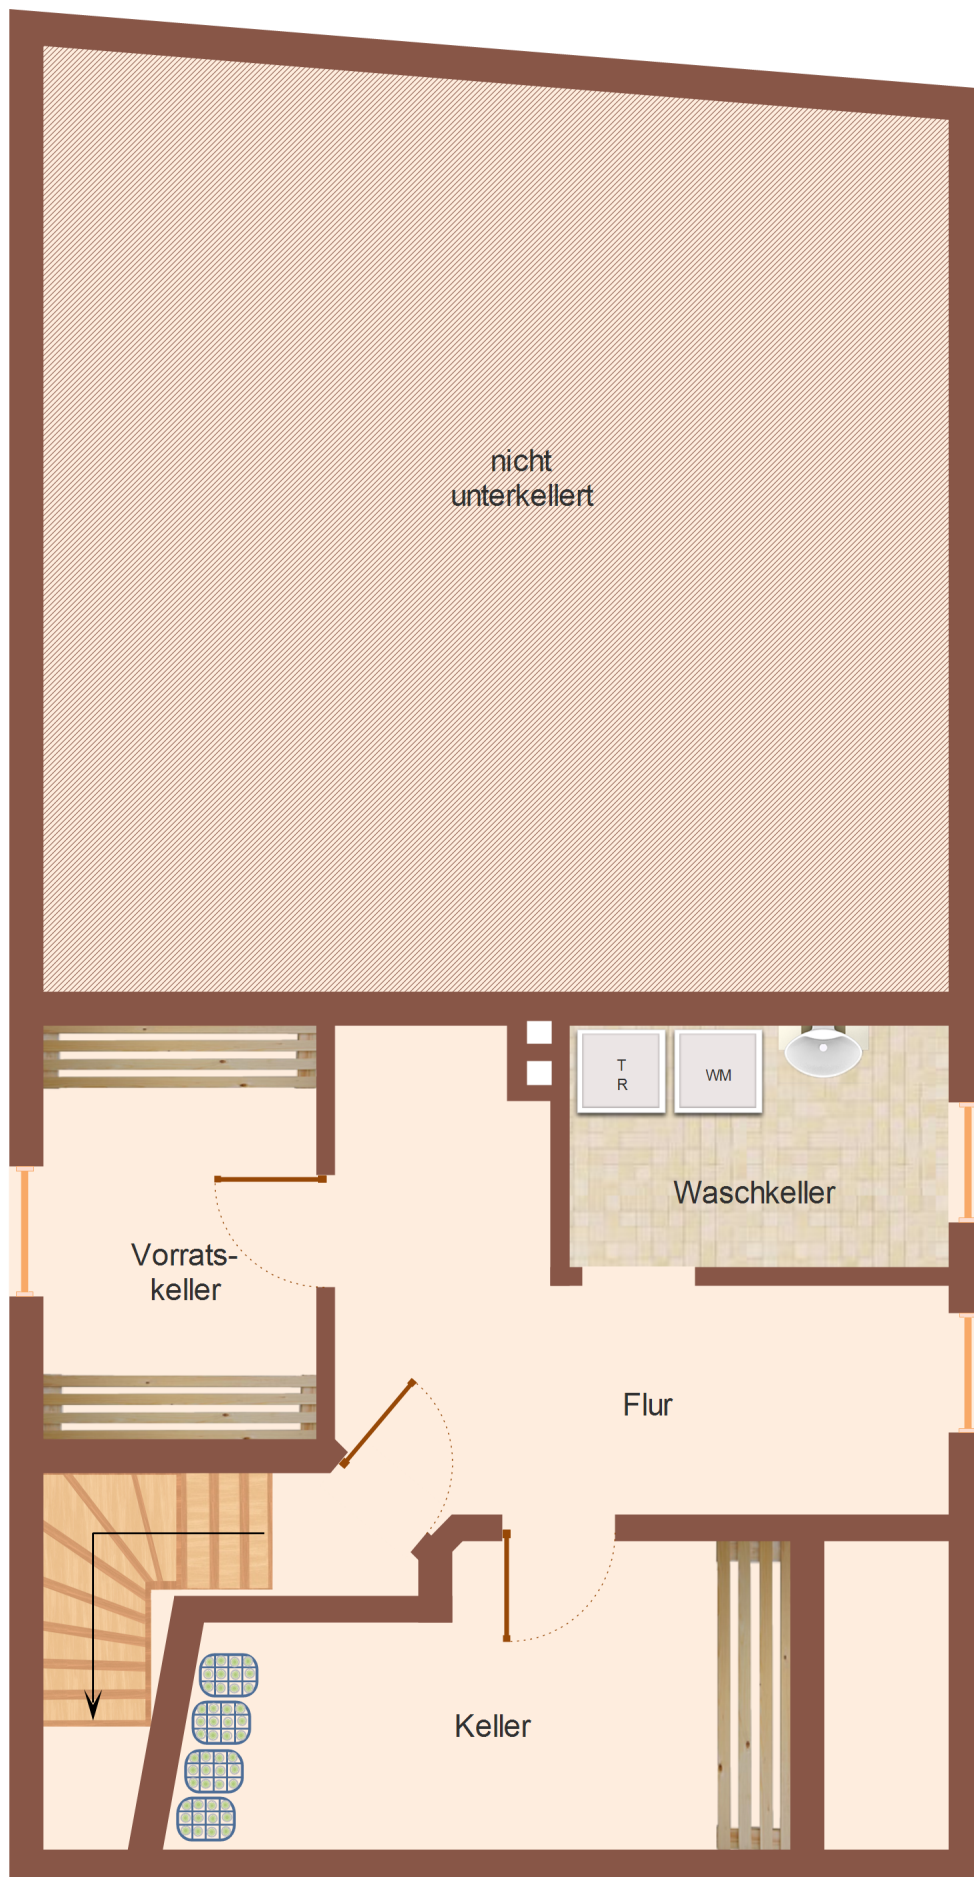 nicht
unterkellert
T
R
WM
Waschkeller
Vorrats-
keller
Flur
Keller